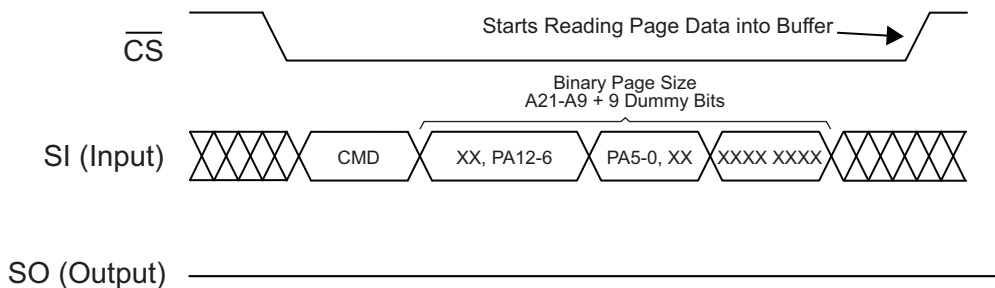 Starts Reading Page Data into Buffer
CS
Binary Page Size
A21-A9 + 9 Dummy Bits
SI (Input)
CMD
XX, PA12-6
PA5-0, XX
XXXX XXXX
SO (Output)